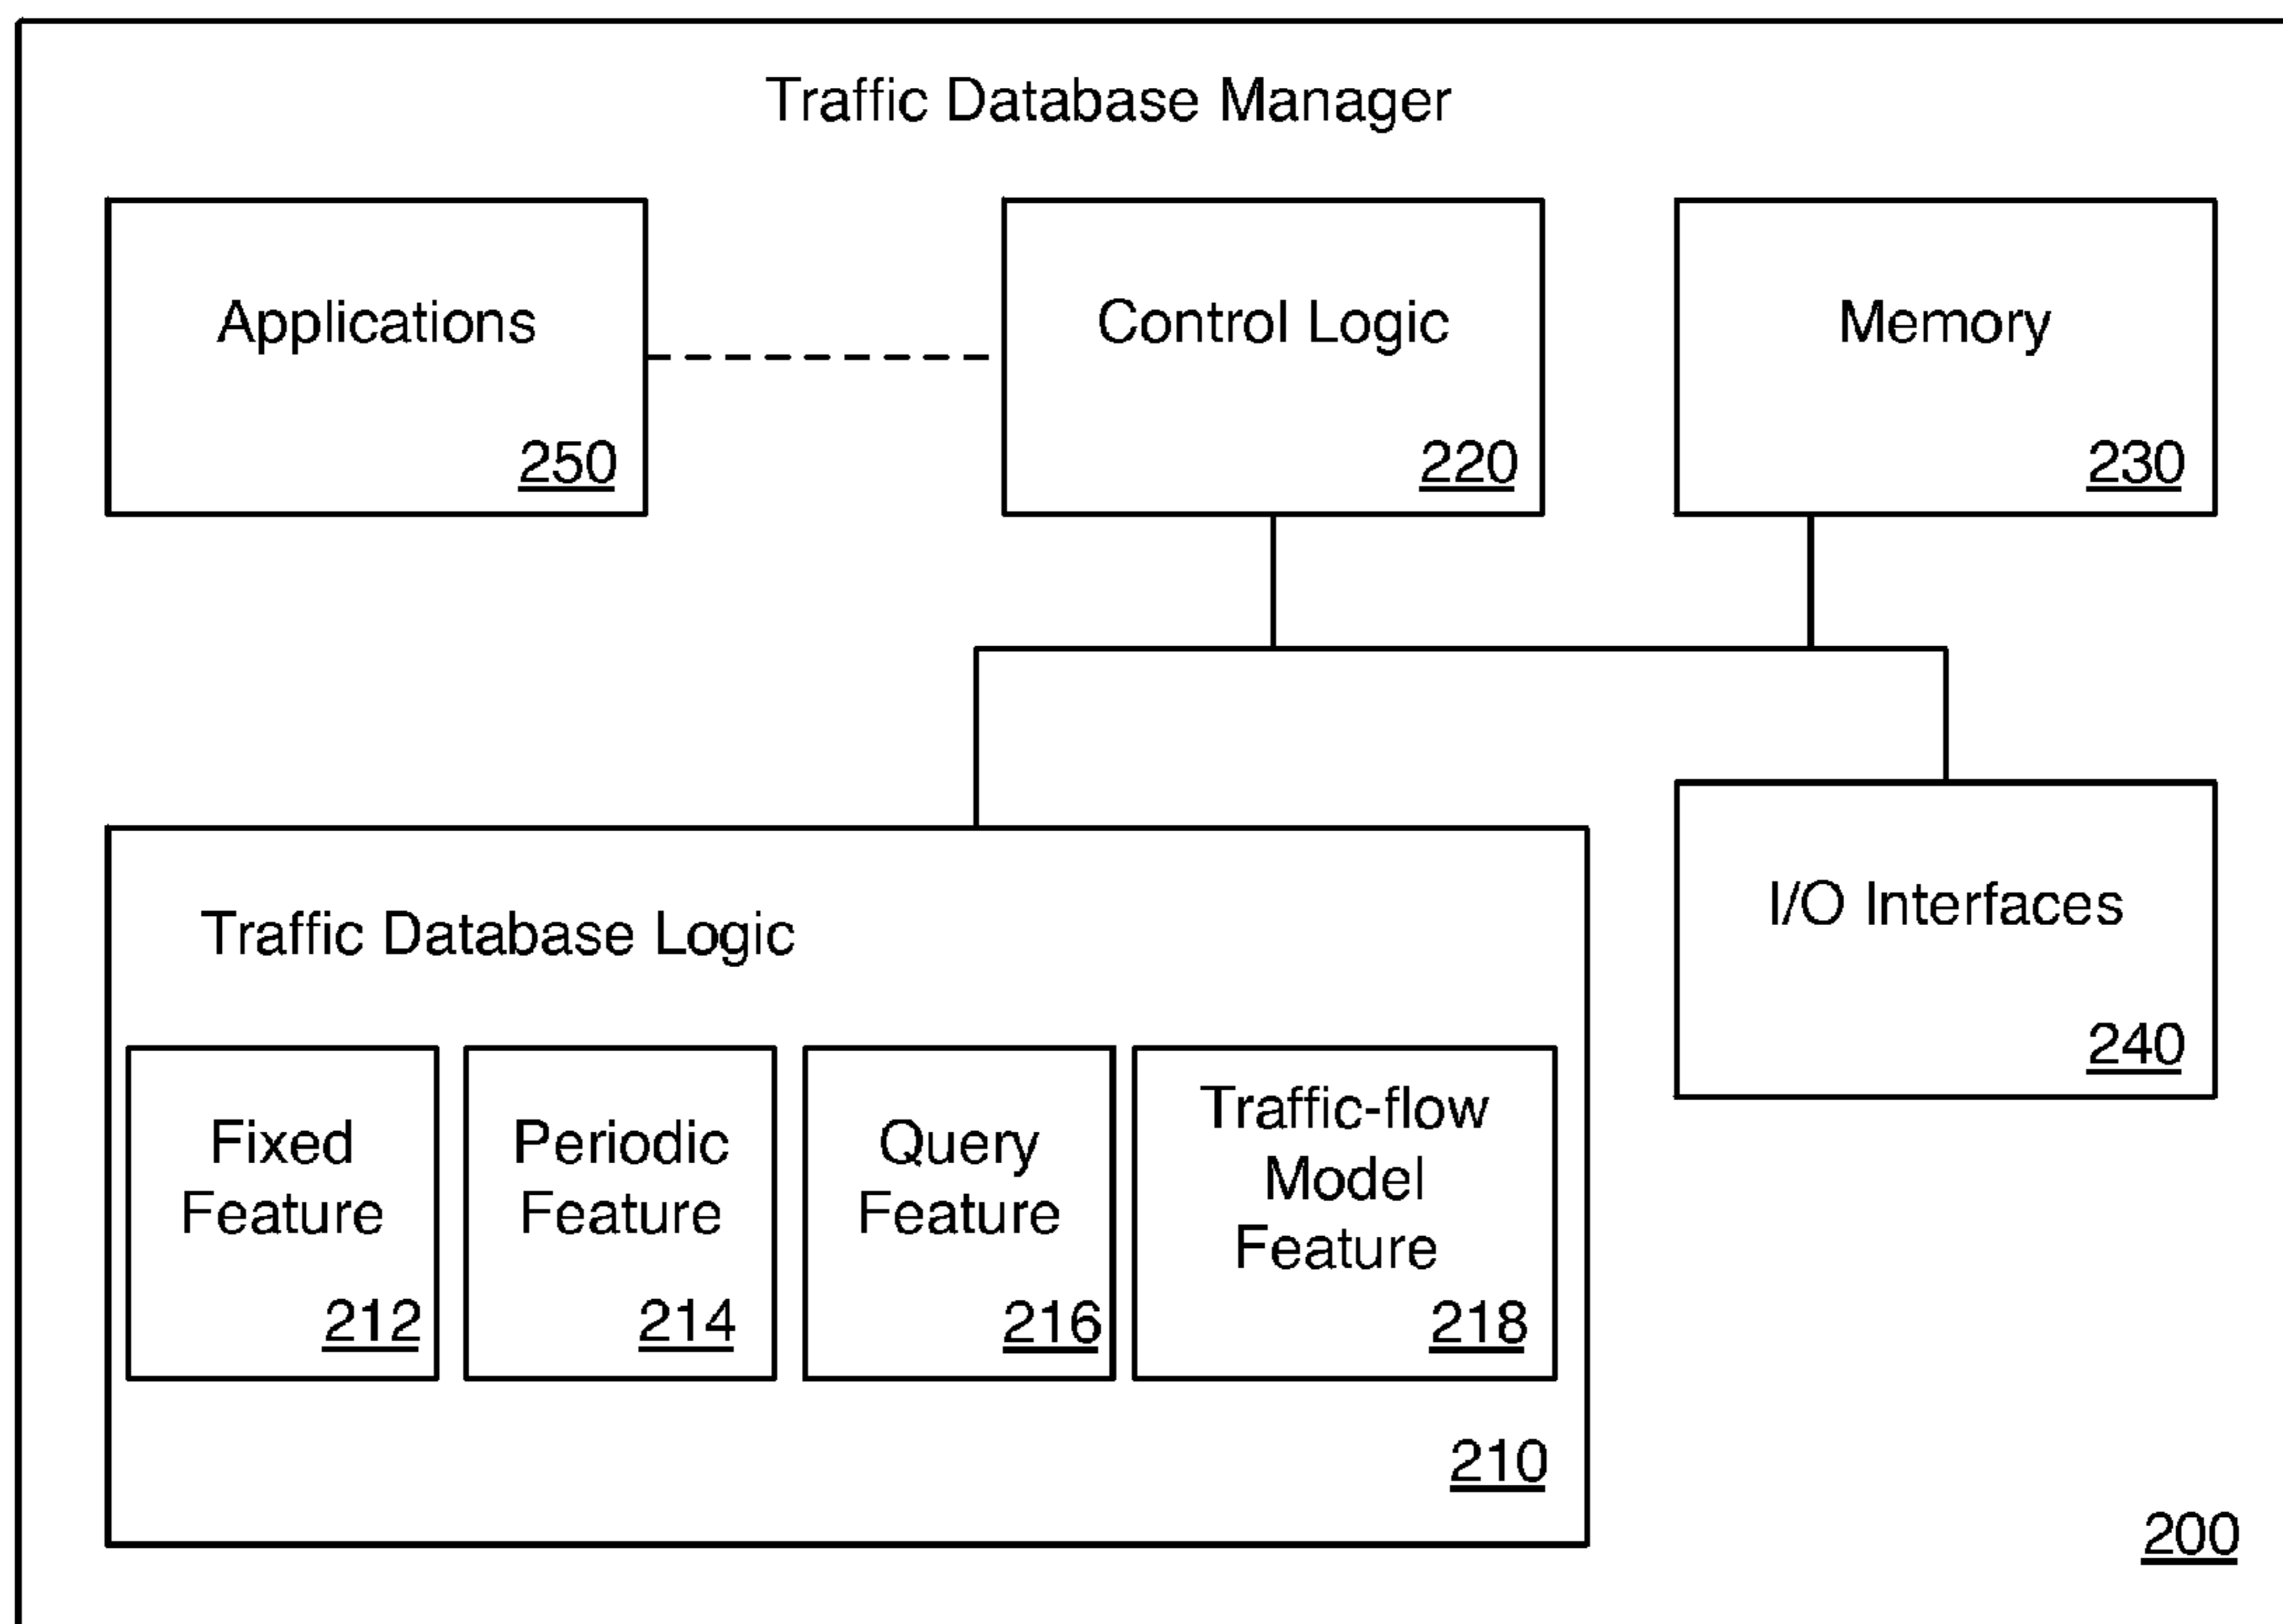 Traffic Database Manager
Applications
250
Control Logic
220
Memory
230
Traffic Database Logic
Fixed
Feature
212
Periodic
Feature
214
Query
Feature
216
Traffic-flow
Model
Feature
218
210
I/O Interfaces
240
200